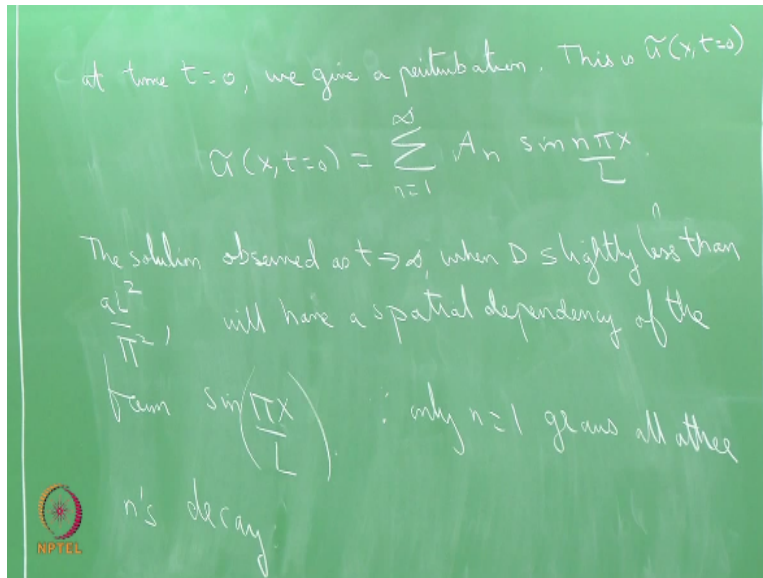 at time t=0, we give a perturbation. This is ũ(x,t=0)
ũ(x,t=0) = ∞ Σ n=1 An sin nπx/L.
The solution observed as t→∞, when D slightly less than
aL²/π², will have a spatial dependency of the
form sin(πx/L). ∵ only n=1 grows all other
n's decay.
NPTEL